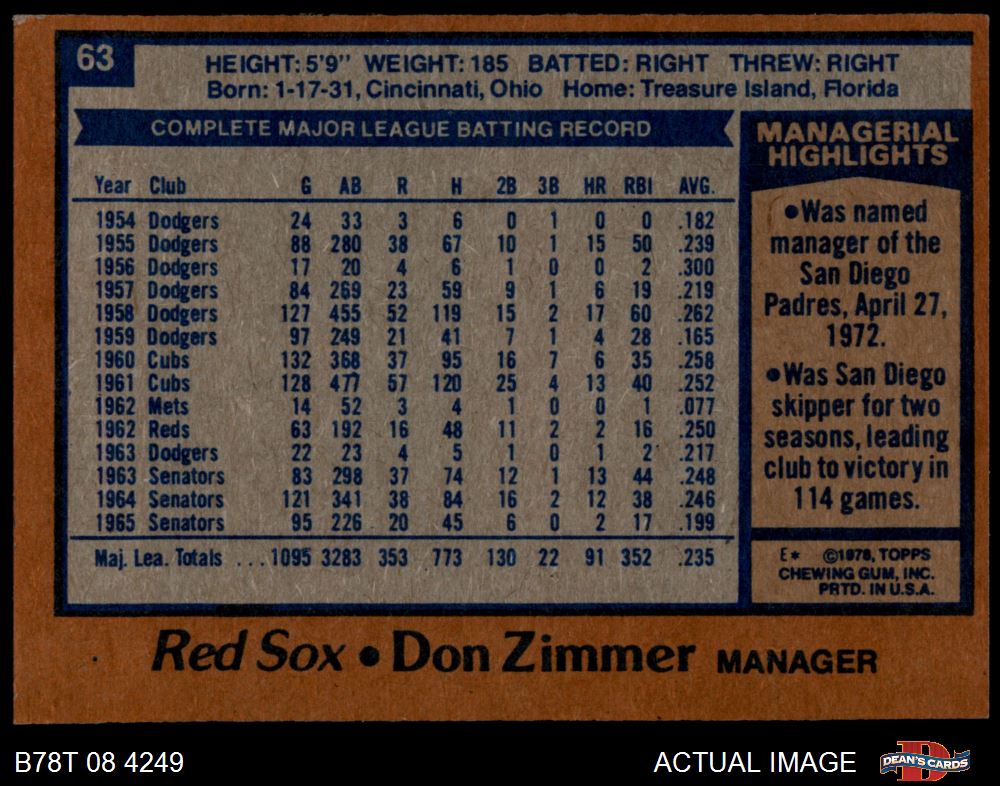 63
HEIGHT: 5'9" WEIGHT: 185 BATTED: RIGHT THREW: RIGHT
Born: 1-17-31, Cincinnati, Ohio Home: Treasure Island, Florida
COMPLETE MAJOR LEAGUE BATTING RECORD
Year Club G AB R H 2B 3B HR RBI AVG.
1954 Dodgers 24 33 3 6 0 1 0 0 .182
1955 Dodgers 88 280 38 67 10 1 15 50 .239
1956 Dodgers 17 20 4 6 1 0 0 2 .300
1957 Dodgers 84 269 23 59 9 1 6 19 .219
1958 Dodgers 127 455 52 119 15 2 17 60 .262
1959 Dodgers 97 249 21 41 7 1 4 28 .165
1960 Cubs 132 368 37 95 16 7 6 35 .258
1961 Cubs 128 477 57 120 25 4 13 40 .252
1962 Mets 14 52 3 4 1 0 0 1 .077
1962 Reds 63 192 16 48 11 2 2 16 .250
1963 Dodgers 22 23 4 5 1 0 1 2 .217
1963 Senators 83 298 37 74 12 1 13 44 .248
1964 Senators 121 341 38 84 16 2 12 38 .246
1965 Senators 95 226 20 45 6 0 2 17 .199
Maj. Lea. Totals ... 1095 3283 353 773 130 22 91 352 .235
MANAGERIAL
HIGHLIGHTS
●Was named
manager of the
San Diego
Padres, April 27,
1972.
●Was San Diego
skipper for two
seasons, leading
club to victory in
114 games.
E* ©1978, TOPPS
CHEWING GUM, INC.
PRTD. IN U.S.A.
Red Sox ● Don Zimmer MANAGER
B78T 08 4249
ACTUAL IMAGE
D
DEAN'S CARDS